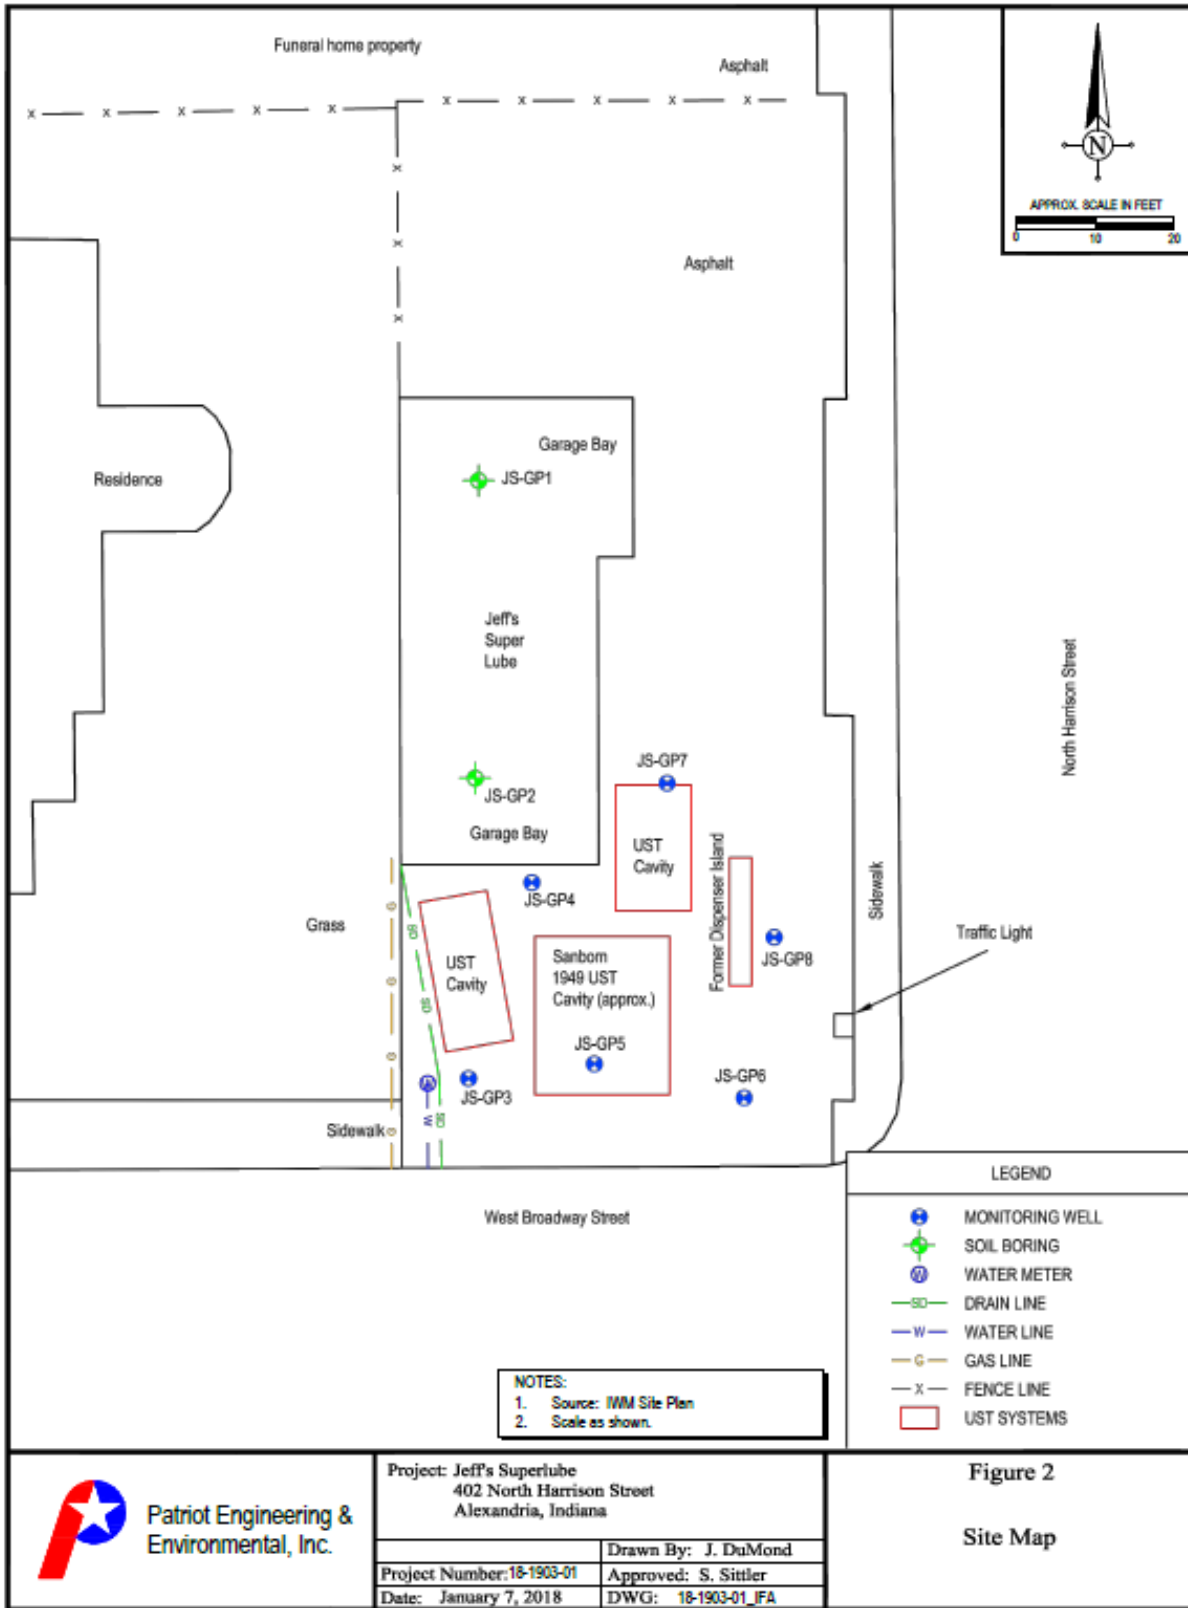 Funeral home property
Asphalt
N
APPROX. SCALE IN FEET
0 10 20
Asphalt
Garage Bay
JS-GP1
Residence
Jeff's
Super
Lube
North Harrison Street
JS-GP7
JS-GP2
Garage Bay
UST
Cavity
Former Dispenser Island
Sidewalk
JS-GP4
Grass
UST
Cavity
Sanborn
1949 UST
Cavity (approx.)
JS-GP8
Traffic Light
JS-GP5
JS-GP3
JS-GP6
Sidewalk
West Broadway Street
LEGEND
MONITORING WELL
SOIL BORING
W WATER METER
SD DRAIN LINE
W WATER LINE
G GAS LINE
X FENCE LINE
UST SYSTEMS
NOTES:
1. Source: IWM Site Plan
2. Scale as shown.
Patriot Engineering &
Environmental, Inc.
Project: Jeff's Superlube
402 North Harrison Street
Alexandria, Indiana
Drawn By: J. DuMond
Project Number: 18-1903-01
Approved: S. Sittler
Date: January 7, 2018
DWG: 18-1903-01_IFA
Figure 2
Site Map